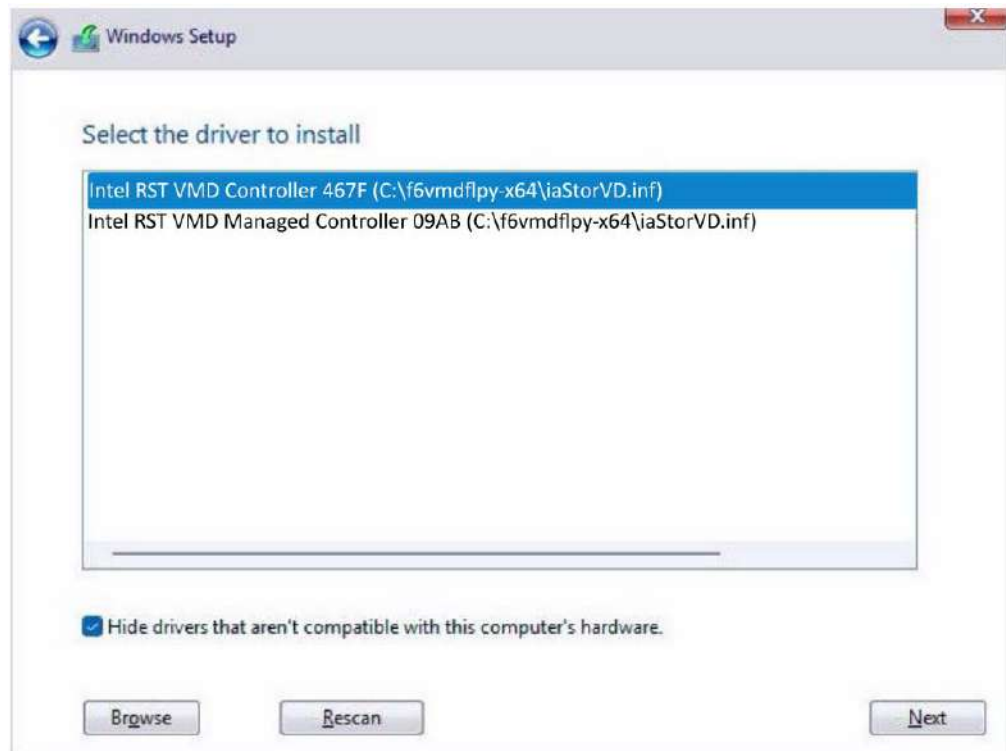 Windows Setup
Select the driver to install
Intel RST VMD Controller 467F (C:\f6vmdflpy-x64\iaStorVD.inf)
Intel RST VMD Managed Controller 09AB (C:\f6vmdflpy-x64\iaStorVD.inf)
Hide drivers that aren't compatible with this computer's hardware.
Browse Rescan Next